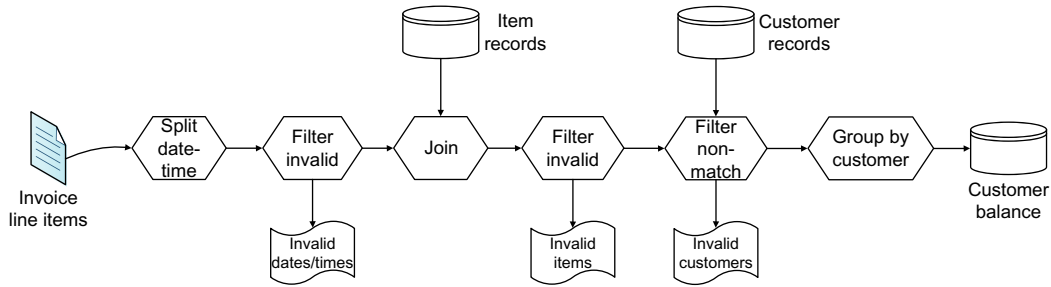 Item
records
Customer
records
Split
date-
time
Filter
invalid
Join
Filter
invalid
Filter
non-
match
Group by
customer
Invoice
line items
Customer
balance
Invalid
dates/times
Invalid
items
Invalid
customers